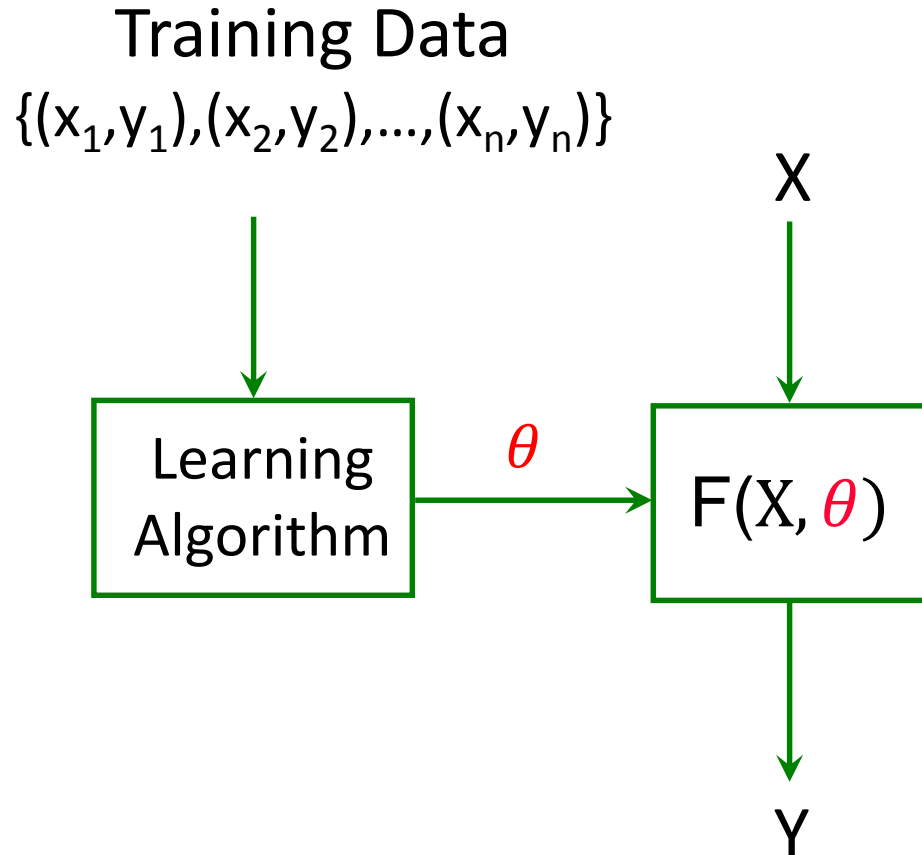 Training Data
{(x₁,y₁),(x₂,y₂),...,(xₙ,yₙ)}
X
Learning
Algorithm
θ
F(X, θ)
Y